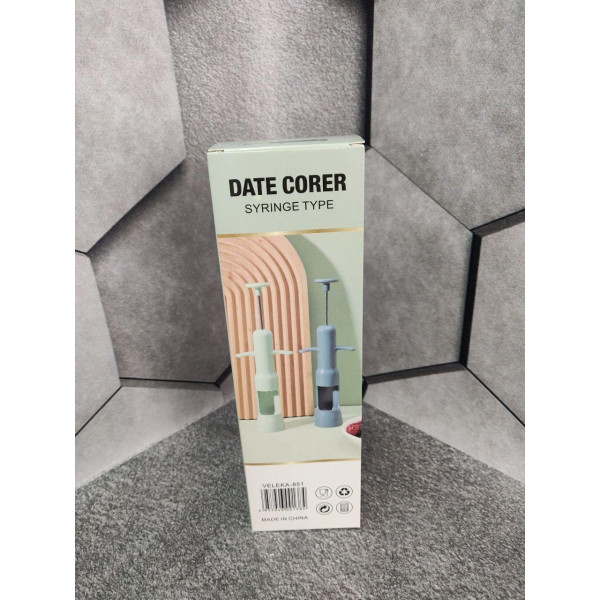 DATE CORER
SYRINGE TYPE
VELEKA-851
MADE IN CHINA